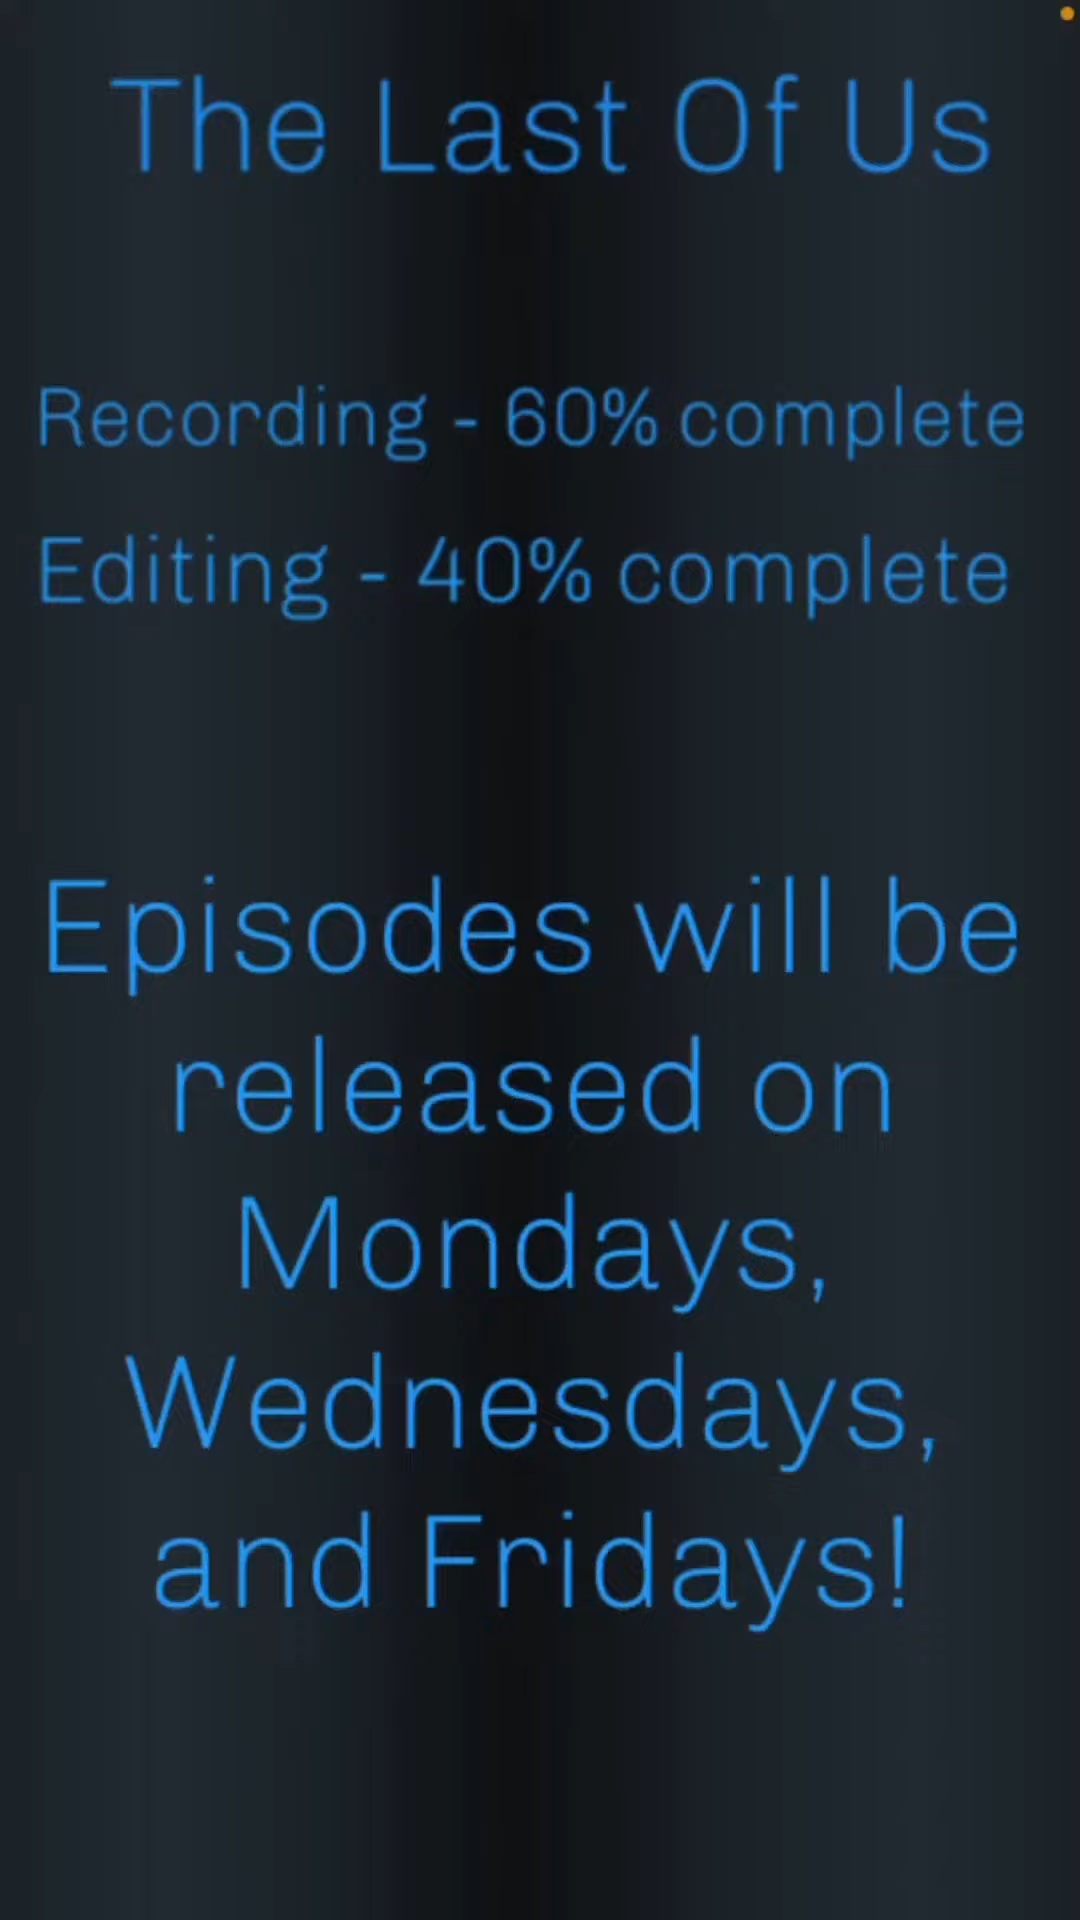 The Last Of Us
Recording - 60% complete
Editing - 40% complete
Episodes will be
released on
Mondays,
Wednesdays,
and Fridays!